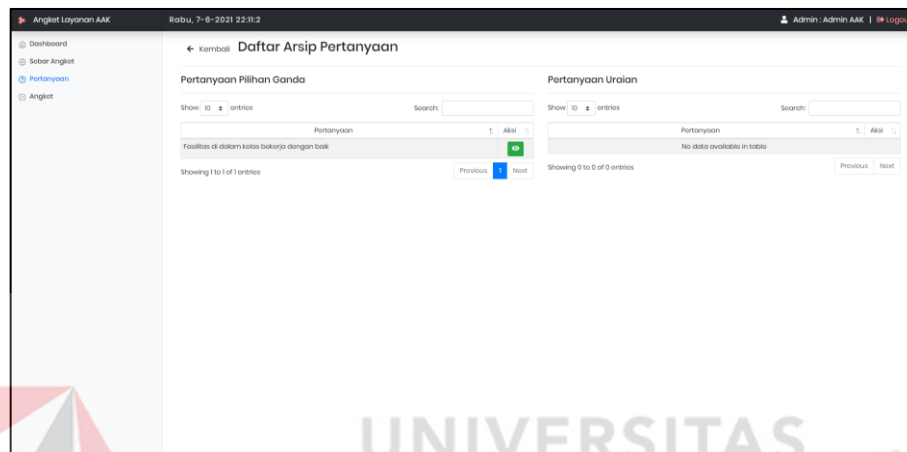 Angket Layanan AAK
Rabu, 7-6-2021 22:11:2
Admin : Admin AAK | Logout
Dashboard
Sebar Angket
Pertanyaan
Angket
← Kembali Daftar Arsip Pertanyaan
Pertanyaan Pilihan Ganda
Show 10 entries
Search:
Pertanyaan Aksi
Fasilitas di dalam kelas bekerja dengan baik
Showing 1 to 1 of 1 entries
Previous 1 Next
Pertanyaan Uraian
Show 10 entries
Search:
Pertanyaan Aksi
No data available in table
Showing 0 to 0 of 0 entries
Previous Next
UNIVERSITAS